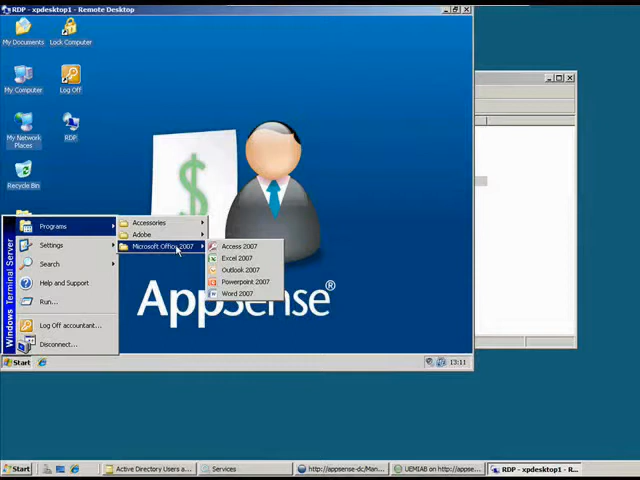 RDP - xpdesktop1 - Remote Desktop
My Documents
Lock Computer
My Computer
Log Off
My Network
Places
RDP
Recycle Bin
$
AppSense®
Windows Terminal Server
Programs
Settings
Search
Help and Support
Run...
Log Off accountant...
Disconnect...
Accessories
Adobe
Microsoft Office 2007
Access 2007
Excel 2007
Outlook 2007
Powerpoint 2007
Word 2007
Start
13:11
Start
Active Directory Users a...
Services
http://appsense-dc/Man...
UEMIAB on http://appse...
RDP - xpdesktop1 - R...